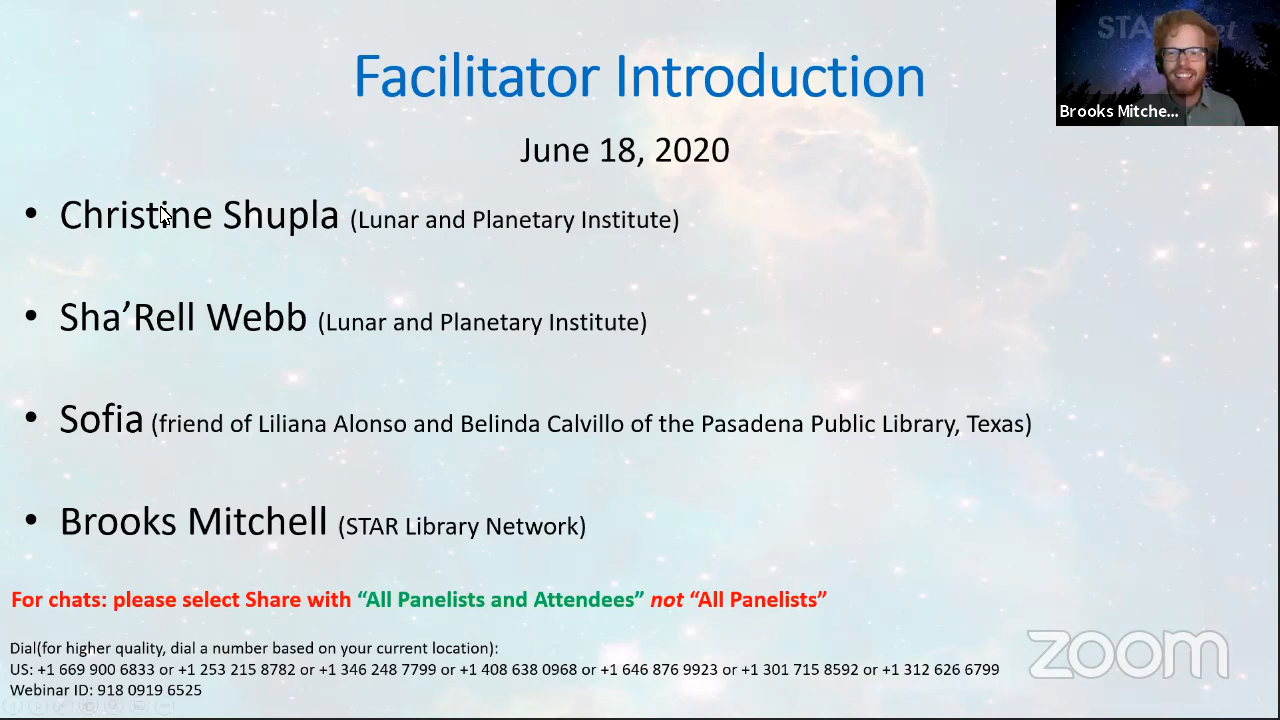 Facilitator Introduction
June 18, 2020
• Christine Shupla (Lunar and Planetary Institute)
• Sha’Rell Webb (Lunar and Planetary Institute)
• Sofia (friend of Liliana Alonso and Belinda Calvillo of the Pasadena Public Library, Texas)
• Brooks Mitchell (STAR Library Network)
For chats: please select Share with “All Panelists and Attendees” not “All Panelists”
Dial(for higher quality, dial a number based on your current location):
US: +1 669 900 6833 or +1 253 215 8782 or +1 346 248 7799 or +1 408 638 0968 or +1 646 876 9923 or +1 301 715 8592 or +1 312 626 6799
Webinar ID: 918 0919 6525
Brooks Mitche...
zoom